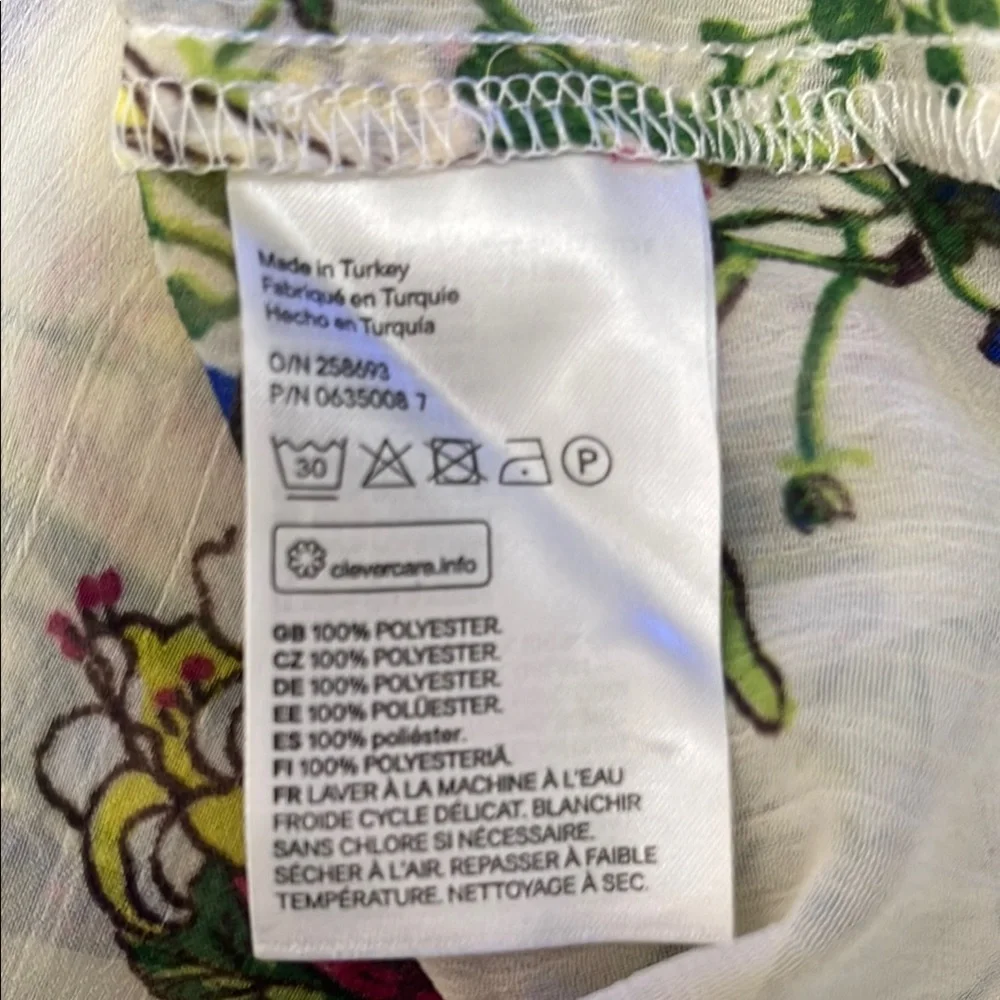 Made in Turkey
Fabriqué en Turquie
Hecho en Turquía
O/N 258693
P/N 0635008 7
30
P
clevercare.info
GB 100% POLYESTER.
CZ 100% POLYESTER.
DE 100% POLYESTER.
EE 100% POLÜESTER.
ES 100% poliéster.
FI 100% POLYESTERIÄ.
FR LAVER À LA MACHINE À L'EAU
FROIDE CYCLE DÉLICAT. BLANCHIR
SANS CHLORE SI NÉCESSAIRE.
SÉCHER À L'AIR. REPASSER À FAIBLE
TEMPÉRATURE. NETTOYAGE À SEC.